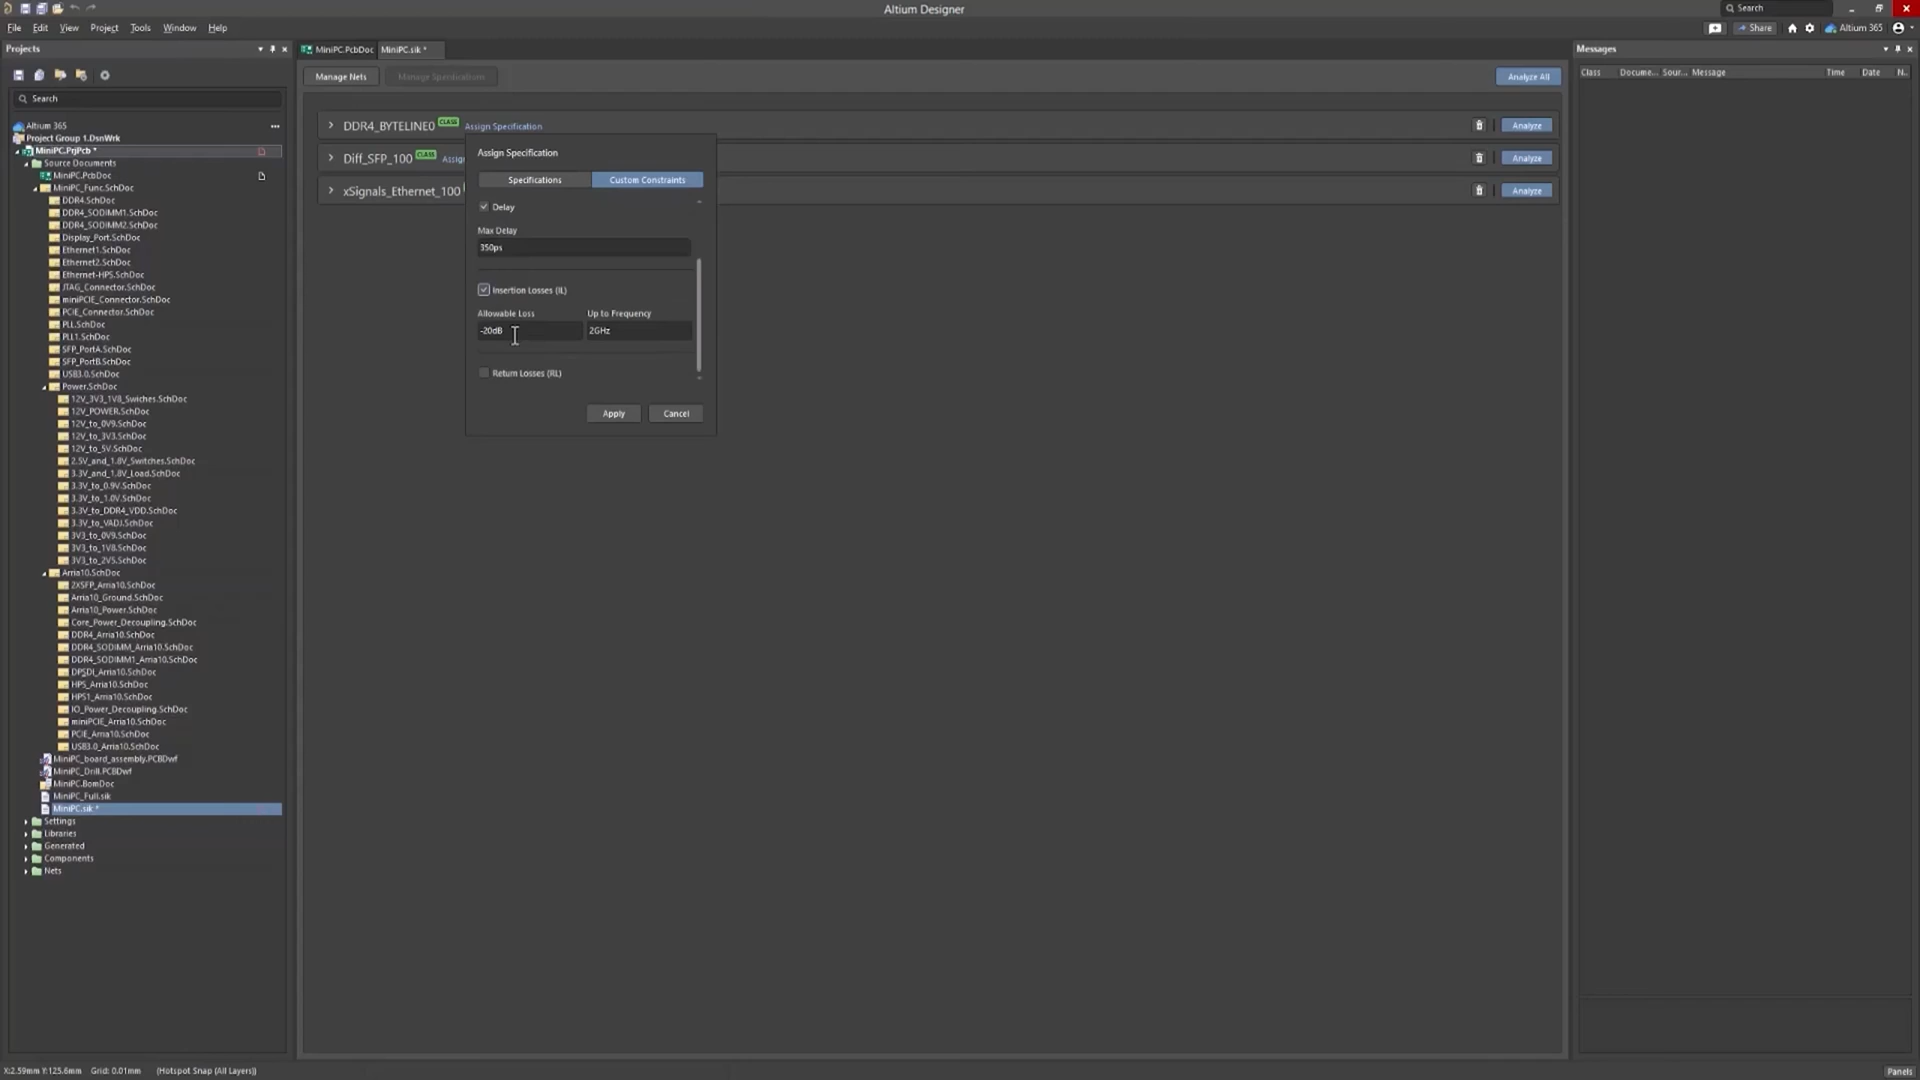 Altium Designer
Search
File Edit View Project Tools Window Help
Share
Altium 365
Projects
MiniPC.PcbDoc
MiniPC.sik *
Messages
Manage Nets
Manage Specifications
Analyze All
Class Docume... Sour... Message Time Date N..
Search
DDR4_BYTELINE0 CLASS Assign Specification
Analyze
Diff_SFP_100 CLASS Assig
Analyze
xSignals_Ethernet_100
Analyze
Assign Specification
Specifications
Custom Constraints
Delay
Max Delay
350ps
Insertion Losses (IL)
Allowable Loss
Up to Frequency
-20dB
2GHz
Return Losses (RL)
Apply
Cancel
Altium 365
Project Group 1.DsnWrk
MiniPC.PrjPcb *
Source Documents
MiniPC.PcbDoc
MiniPC_Func.SchDoc
DDR4.SchDoc
DDR4_SODIMM1.SchDoc
DDR4_SODIMM2.SchDoc
Display_Port.SchDoc
Ethernet1.SchDoc
Ethernet2.SchDoc
Ethernet-HPS.SchDoc
JTAG_Connector.SchDoc
miniPCIE_Connector.SchDoc
PCIe_Connector.SchDoc
PLL.SchDoc
PLL1.SchDoc
SFP_PortA.SchDoc
SFP_PortB.SchDoc
USB3.0.SchDoc
Power.SchDoc
12V_3V3_1V8_Swiches.SchDoc
12V_POWER.SchDoc
12V_to_0V9.SchDoc
12V_to_3V3.SchDoc
12V_to_5V.SchDoc
2.5V_and_1.8V_Switches.SchDoc
3.3V_and_1.8V_Load.SchDoc
3.3V_to_0.9V.SchDoc
3.3V_to_1.0V.SchDoc
3.3V_to_DDR4_VDD.SchDoc
3.3V_to_VADJ.SchDoc
3V3_to_0V9.SchDoc
3V3_to_1V8.SchDoc
3V3_to_2V5.SchDoc
Arria10.SchDoc
2XSFP_Arria10.SchDoc
Arria10_Ground.SchDoc
Arria10_Power.SchDoc
Core_Power_Decoupling.SchDoc
DDR4_Arria10.SchDoc
DDR4_SODIMM_Arria10.SchDoc
DDR4_SODIMM1_Arria10.SchDoc
DPSDI_Arria10.SchDoc
HPS_Arria10.SchDoc
HPS1_Arria10.SchDoc
IO_Power_Decoupling.SchDoc
miniPCIE_Arria10.SchDoc
PCIE_Arria10.SchDoc
USB3.0_Arria10.SchDoc
MiniPC_board_assembly.PCBDwf
MiniPC_Drill.PCBDwf
MiniPC.BomDoc
MiniPC_Full.sik
MiniPC.sik *
Settings
Libraries
Generated
Components
Nets
X:2.59mm Y:125.6mm Grid: 0.01mm (Hotspot Snap (All Layers))
Panels